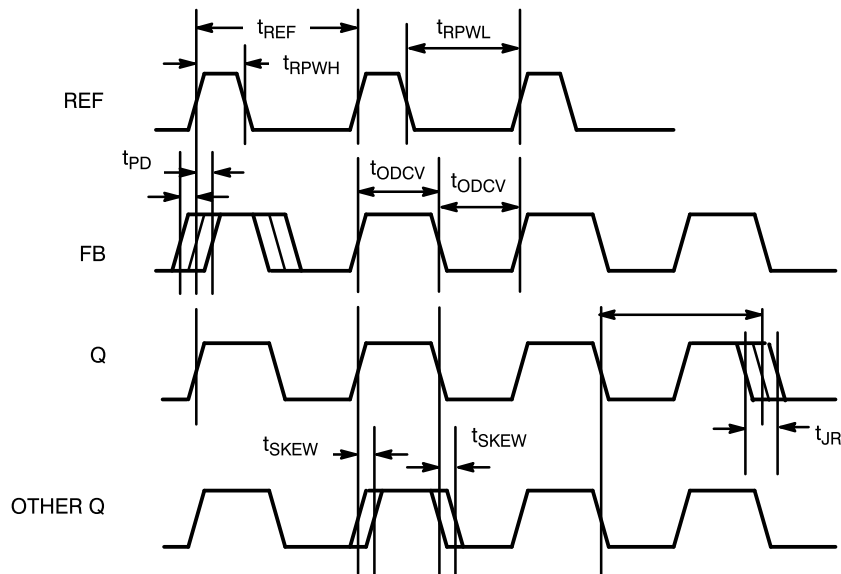 tREF
tRPWL
tRPWH
REF
tPD
tODCV
tODCV
FB
Q
tJR
tSKEW
tSKEW
OTHER Q